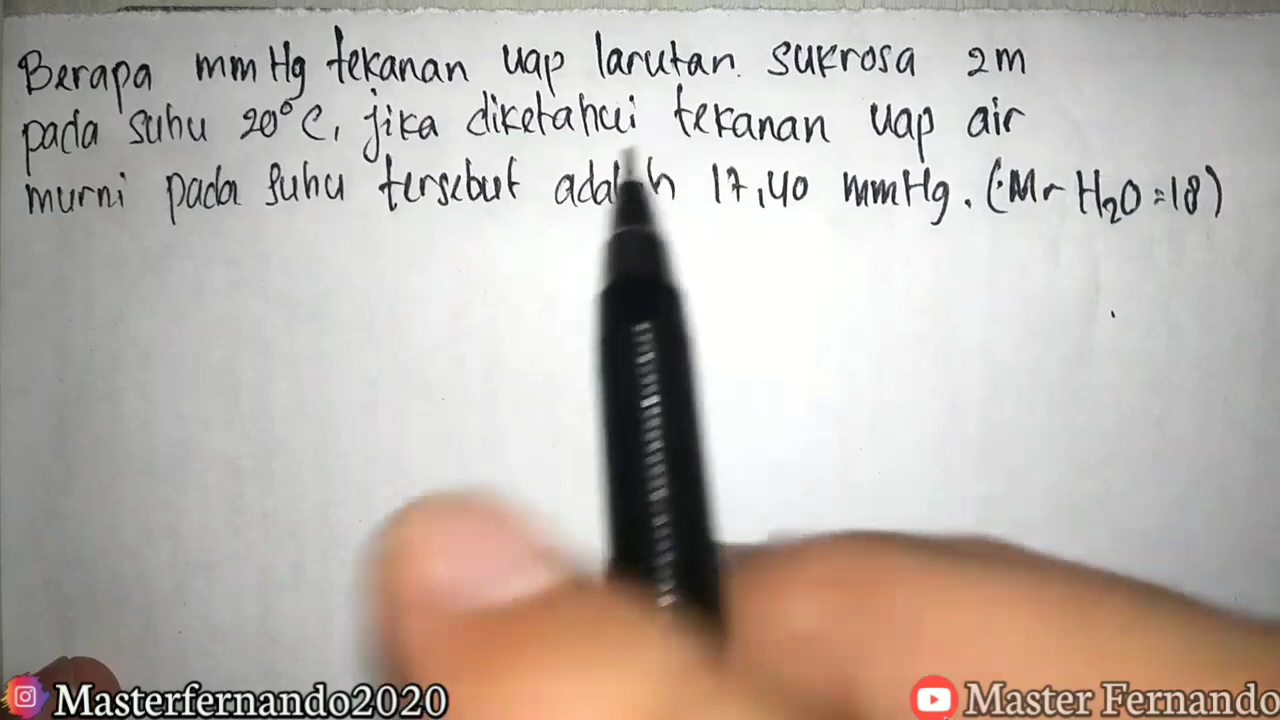 Berapa mmHg tekanan uap larutan sukrosa 2m
pada suhu 20°C, jika diketahui tekanan uap air
murni pada suhu tersebut adalah 17,40 mmHg. (Mr H₂O=18)
Masterfernando2020
Master Fernando